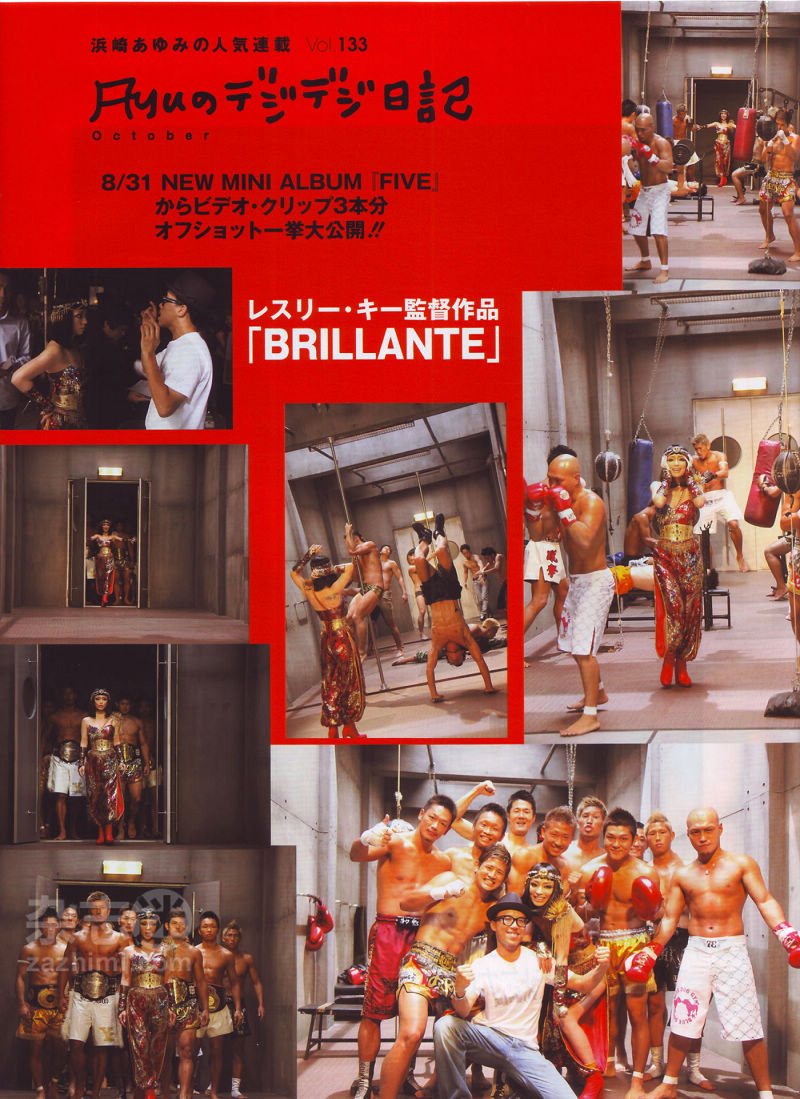 浜崎あゆみの人気連載 Vol.133
Ayuのデジデジ日記
October
8/31 NEW MINI ALBUM『FIVE』
からビデオ・クリップ3本分
オフショット一挙大公開!!
レスリー・キー監督作品
「BRILLANTE」
杂志迷
zazhimi.com